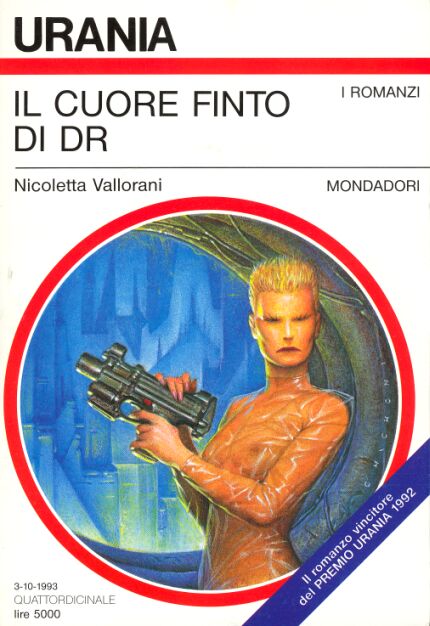 URANIA
IL CUORE FINTO
DI DR
I ROMANZI
Nicoletta Vallorani
MONDADORI
Il romanzo vincitore
del PREMIO URANIA 1992
3-10-1993
QUATTORDICINALE
lire 5000